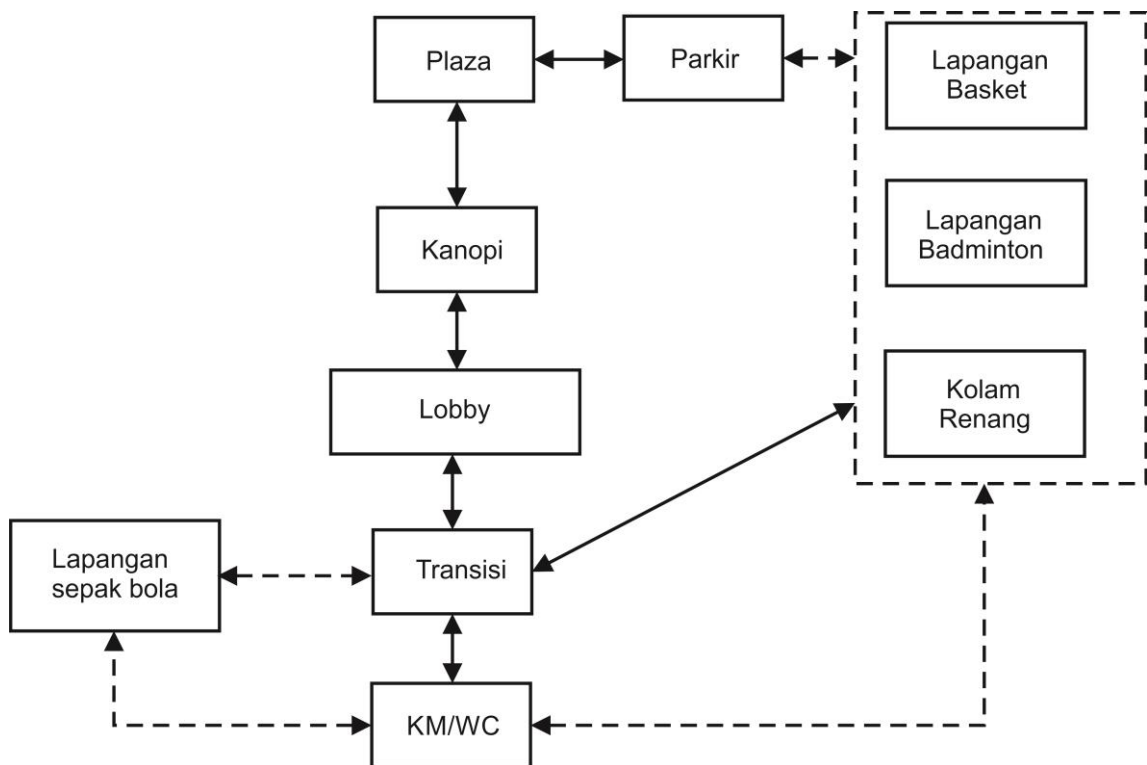 Plaza
Parkir
Lapangan
Basket
Kanopi
Lapangan
Badminton
Lobby
Kolam
Renang
Lapangan
sepak bola
Transisi
KM/WC